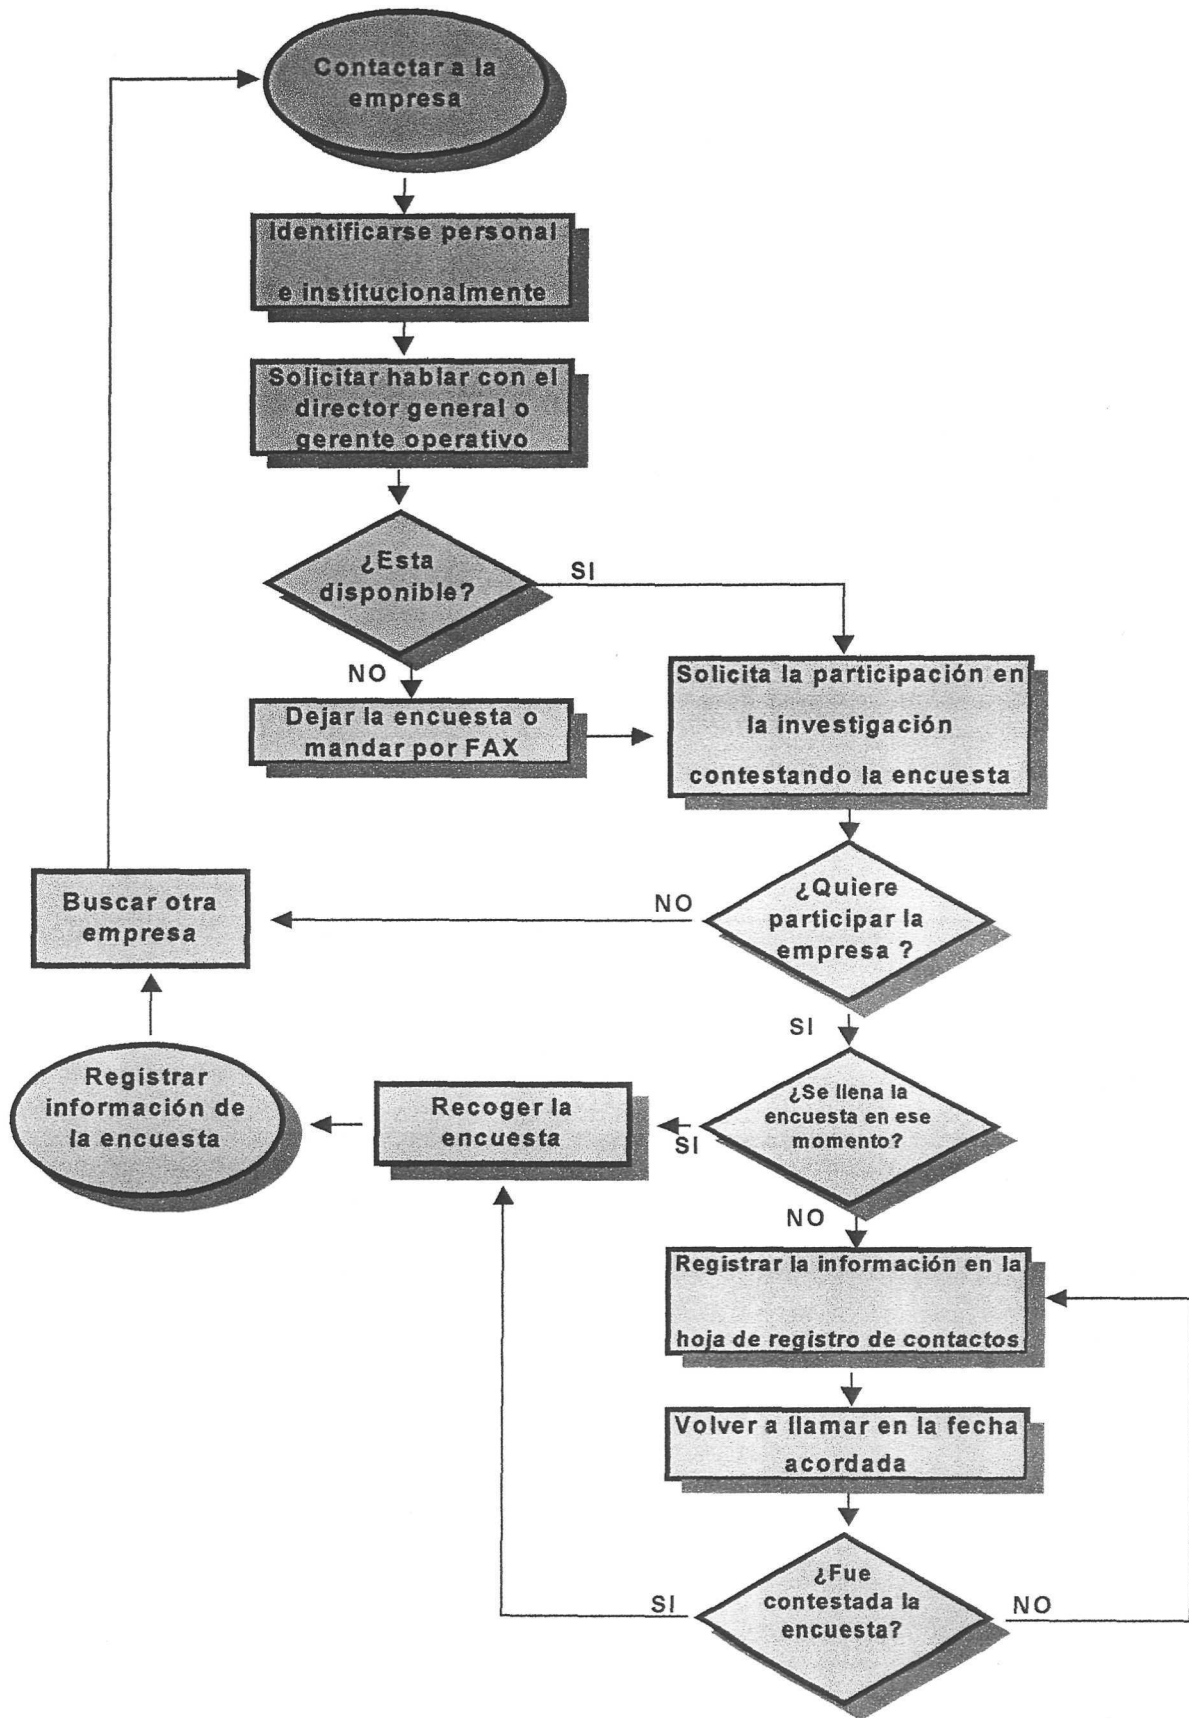 Contactar a la
empresa
Identificarse personal
e institucionalmente
Solicitar hablar con el
director general o
gerente operativo
¿Esta
disponible?
SI
NO
Dejar la encuesta o
mandar por FAX
Solicita la participación en
la investigación
contestando la encuesta
¿Quiere
participar la
empresa ?
NO
Buscar otra
empresa
SI
¿Se llena la
encuesta en ese
momento?
SI
Recoger la
encuesta
Registrar
información de
la encuesta
NO
Registrar la información en la
hoja de registro de contactos
Volver a llamar en la fecha
acordada
¿Fue
contestada la
encuesta?
SI
NO